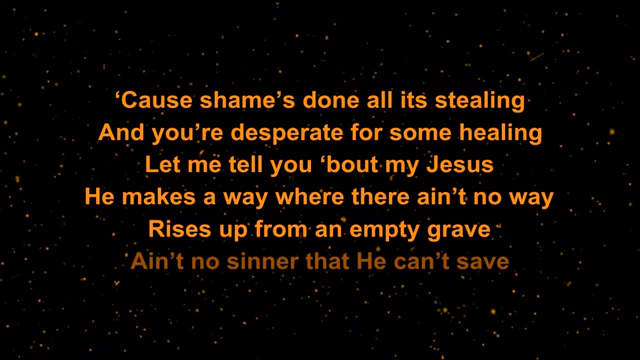 ‘Cause shame’s done all its stealing
And you’re desperate for some healing
Let me tell you ‘bout my Jesus
He makes a way where there ain’t no way
Rises up from an empty grave
Ain’t no sinner that He can’t save